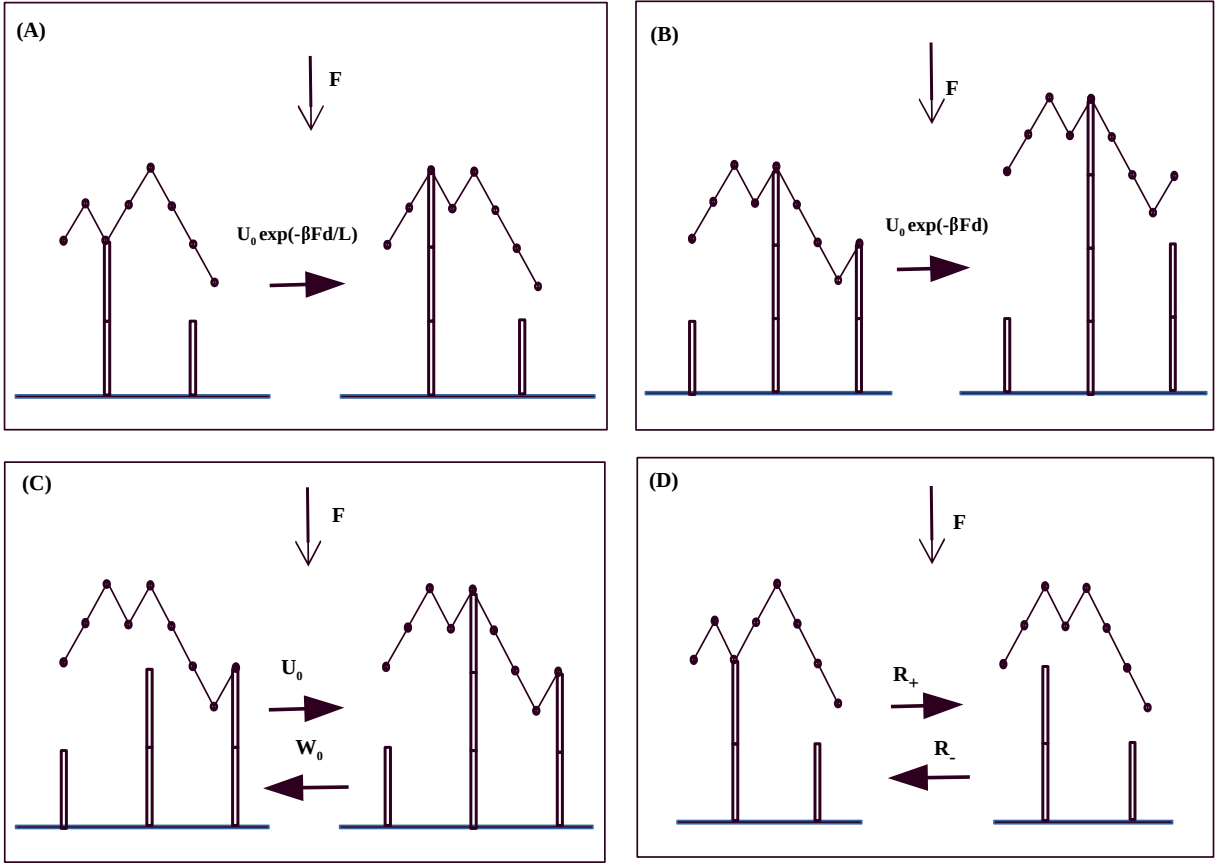 (A)
F
U₀ exp(-βFd/L)
(B)
F
U₀ exp(-βFd)
(C)
F
U₀
W₀
(D)
F
R₊
R₋